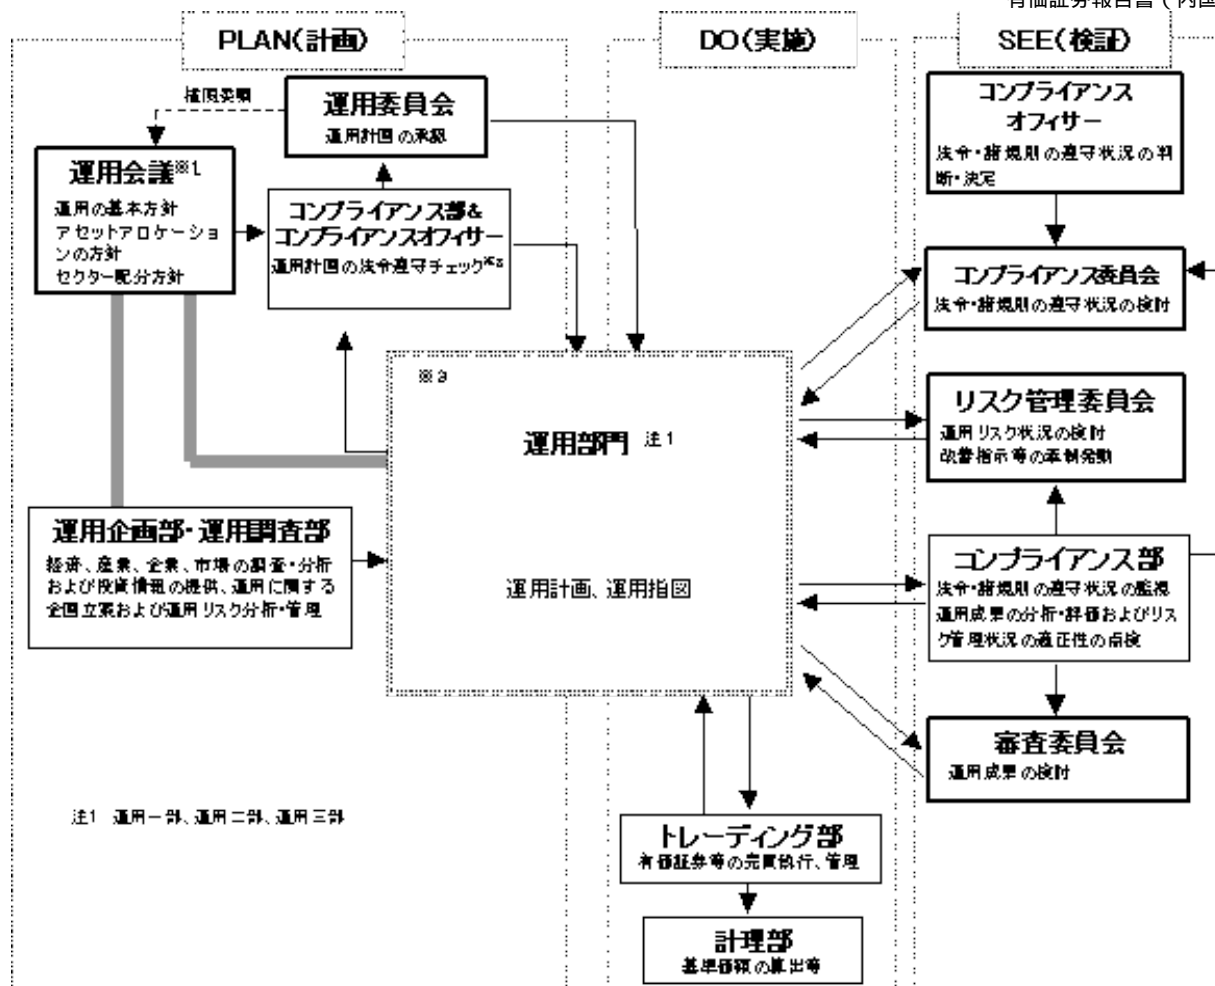 有価証券報告書（内国
PLAN(計画)
DO(実施)
SEE(検証)
権限委譲
運用委員会
運用計画の承認
運用会議※1
運用の基本方針
アセットアロケーショ
ンの方針
セクター配分方針
コンプライアンス部&
コンプライアンスオフィサー
運用計画の法令遵守チェック※2
コンプライアンス
オフィサー
法令・諸規則の遵守状況の判
断・決定
コンプライアンス委員会
法令・諸規則の遵守状況の検討
※3
運用部門 注1
運用計画、運用指図
リスク管理委員会
運用リスク状況の検討
改善指示等の牽制発動
運用企画部・運用調査部
経済、産業、企業、市場の調査・分析
および投資情報の提供、運用に関する
企画立案および運用リスク分析・管理
コンプライアンス部
法令・諸規則の遵守状況の監視
運用成果の分析・評価およびリス
ク管理状況の適正性の点検
審査委員会
運用成果の検討
注1 運用一部、運用二部、運用三部
トレーディング部
有価証券等の売買執行、管理
計理部
基準価額の算出等